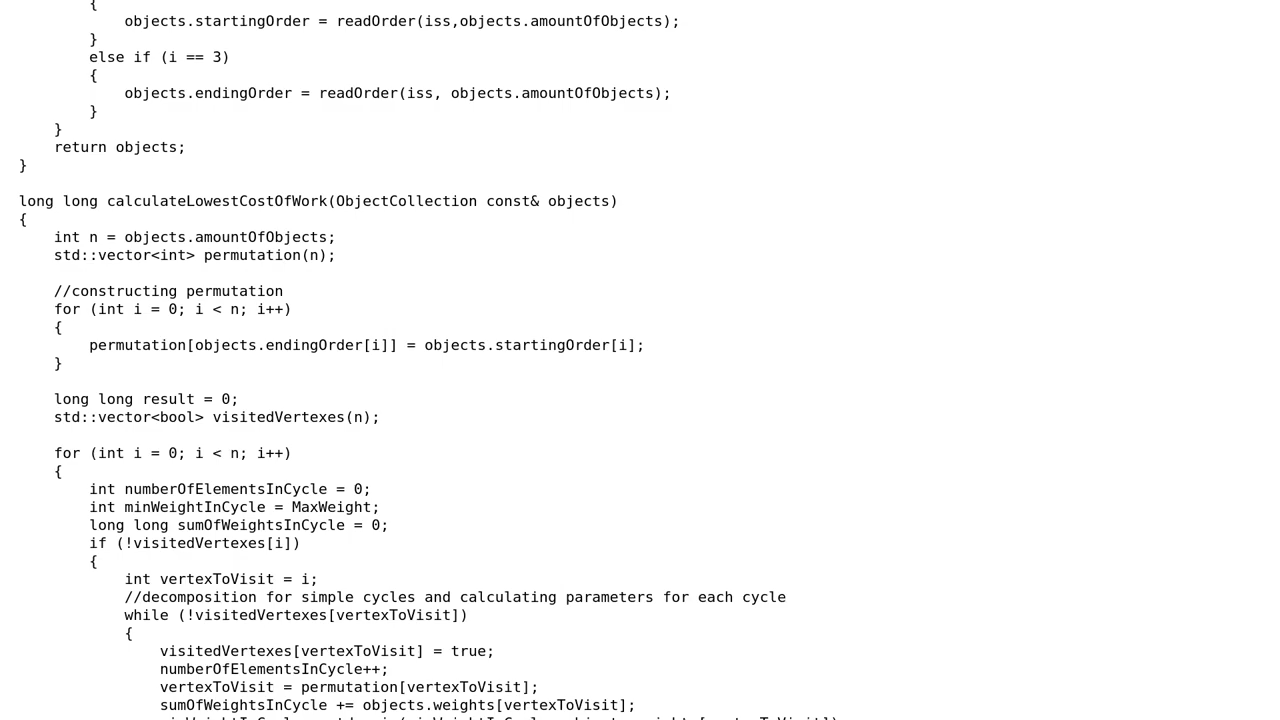 {
objects.startingOrder = readOrder(iss,objects.amountOfObjects);
}
else if (i == 3)
{
objects.endingOrder = readOrder(iss, objects.amountOfObjects);
}
}
return objects;
}
long long calculateLowestCostOfWork(ObjectCollection const& objects)
{
int n = objects.amountOfObjects;
std::vector<int> permutation(n);
//constructing permutation
for (int i = 0; i < n; i++)
{
permutation[objects.endingOrder[i]] = objects.startingOrder[i];
}
long long result = 0;
std::vector<bool> visitedVertexes(n);
for (int i = 0; i < n; i++)
{
int numberOfElementsInCycle = 0;
int minWeightInCycle = MaxWeight;
long long sumOfWeightsInCycle = 0;
if (!visitedVertexes[i])
{
int vertexToVisit = i;
//decomposition for simple cycles and calculating parameters for each cycle
while (!visitedVertexes[vertexToVisit])
{
visitedVertexes[vertexToVisit] = true;
numberOfElementsInCycle++;
vertexToVisit = permutation[vertexToVisit];
sumOfWeightsInCycle += objects.weights[vertexToVisit];